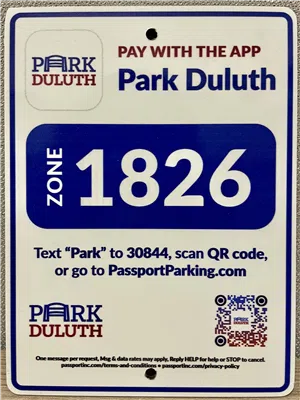 PARK
DULUTH
PAY WITH THE APP
Park Duluth
ZONE
1826
Text “Park” to 30844, scan QR code,
or go to PassportParking.com
PARK
DULUTH
PARK
DULUTH
One message per request, Msg & data rates may apply. Reply HELP for help or STOP to cancel.
passportinc.com/terms-and-conditions • passportinc.com/privacy-policy